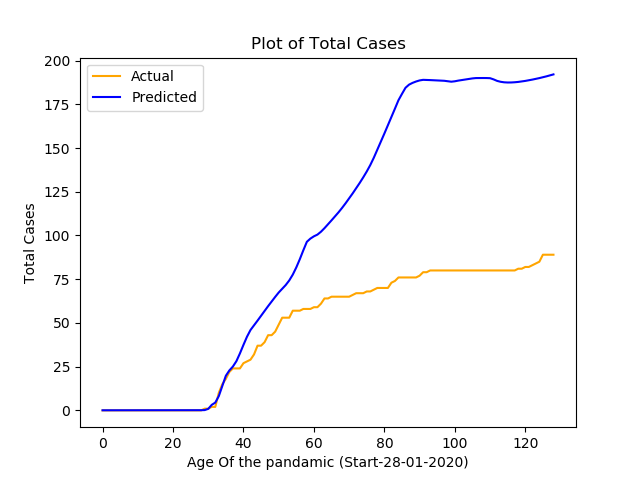 Plot of Total Cases
Actual
Predicted
200
175
150
125
100
75
50
25
0
Total Cases
0 20 40 60 80 100 120
Age Of the pandamic (Start-28-01-2020)